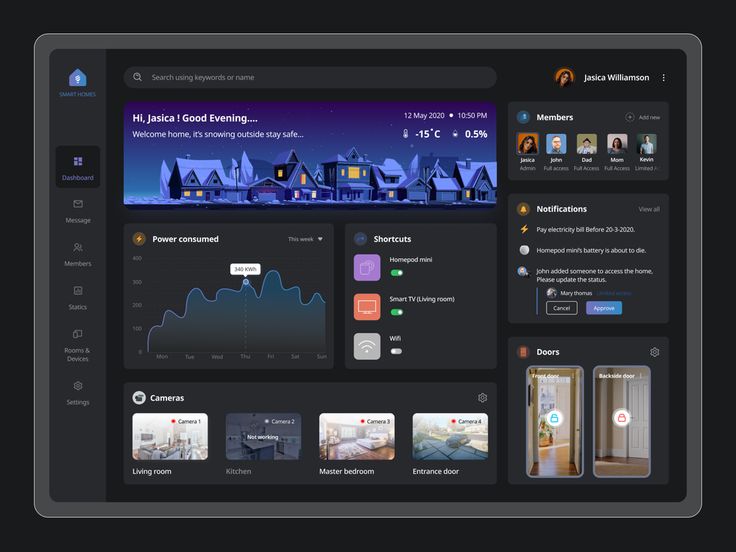 SMART HOMES
Dashboard
Message
Members
Statics
Rooms &
Devices
Settings
Search using keywords or name
Jasica Williamson
Hi, Jasica ! Good Evening....
Welcome home, it's snowing outside stay safe...
12 May 2020 • 10:50 PM
-15°C
0.5%
Power consumed
This week
400
300
200
100
0
340 KWh
Mon Tue Wed Thu Fri Sat Sun
Shortcuts
Homepod mini
Smart TV (Living room)
Wifi
Cameras
Camera 1
Living room
Camera 2
Not working
Kitchen
Camera 3
Master bedroom
Camera 4
Entrance door
Members
Add new
Jasica John Dad Mom Kevin
Admin Full access Full Access Full Access Limited
Notifications
View all
Pay electricity bill Before 20-3-2020.
Homepod mini's battery is about to die.
John added someone to access the home,
Please update the status.
Mary thomas Limited access
Cancel
Approve
Doors
Front door
Backside door